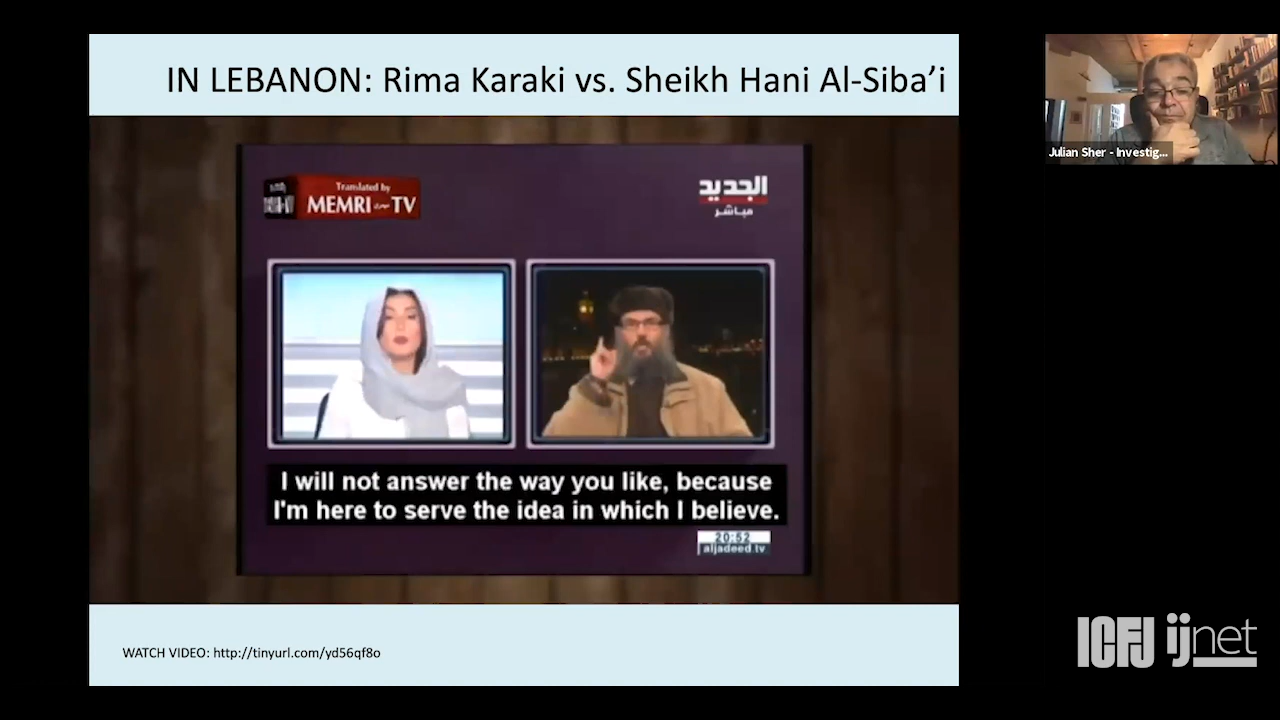 IN LEBANON: Rima Karaki vs. Sheikh Hani Al-Siba’i
Translated by
MEMRI TV
الجديد
مباشر
I will not answer the way you like, because
I'm here to serve the idea in which I believe.
20:52
aljadeed.tv
WATCH VIDEO: http://tinyurl.com/yd56qf8o
Julian Sher - Investig...
ICFJ ijnet